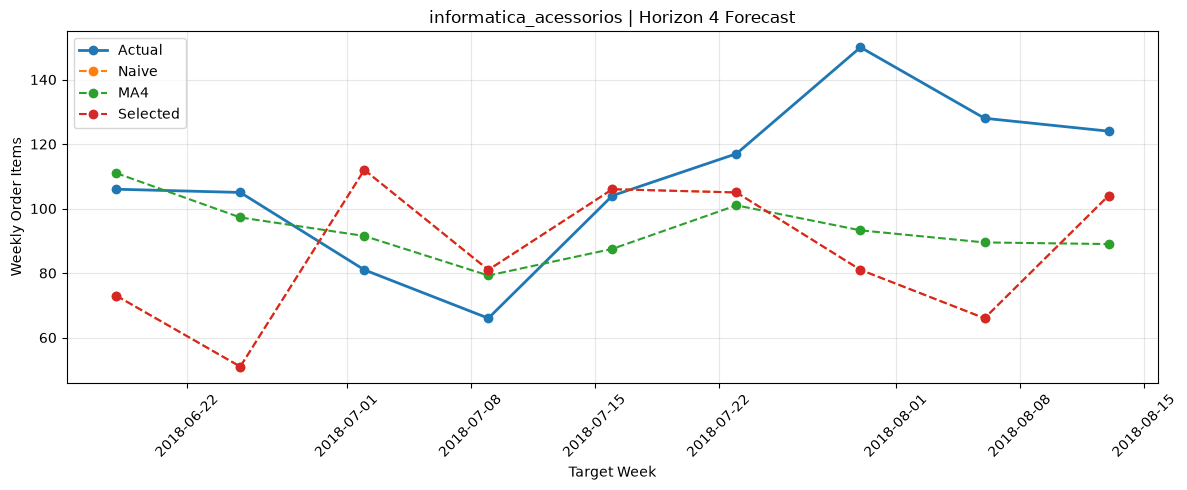 informatica_acessorios | Horizon 4 Forecast
Actual
Naive
MA4
Selected
Weekly Order Items
140
120
100
80
60
2018-06-22
2018-07-01
2018-07-08
2018-07-15
2018-07-22
2018-08-01
2018-08-08
2018-08-15
Target Week